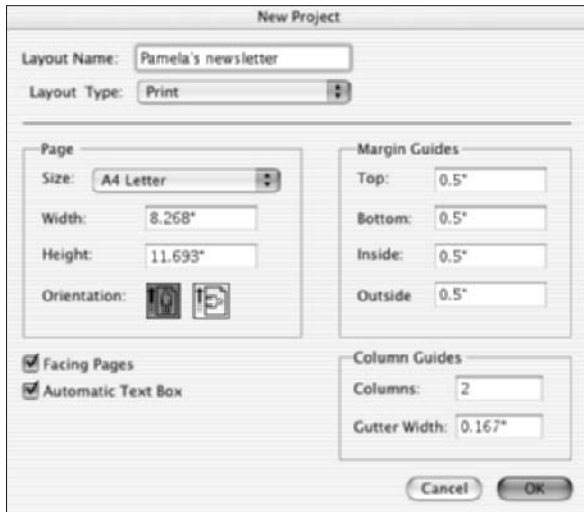 New Project
Layout Name: Pamela's newsletter
Layout Type: Print
Page
Size: A4 Letter
Width: 8.268"
Height: 11.693"
Orientation:
Margin Guides
Top: 0.5"
Bottom: 0.5"
Inside: 0.5"
Outside 0.5"
Facing Pages
Automatic Text Box
Column Guides
Columns: 2
Gutter Width: 0.167"
Cancel OK